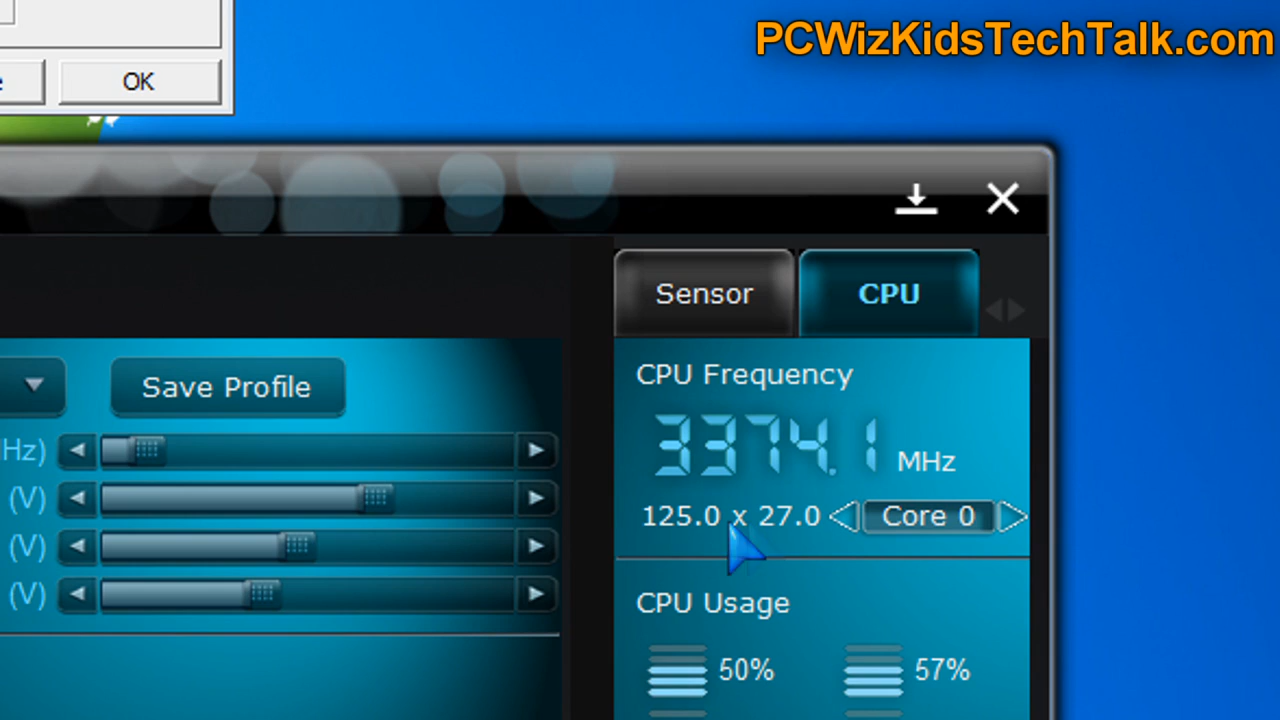 PCWizKidsTechTalk.com
OK
Sensor
CPU
Save Profile
Hz)
(V)
(V)
(V)
CPU Frequency
3374.1 MHz
125.0 x 27.0
Core 0
CPU Usage
50%
57%